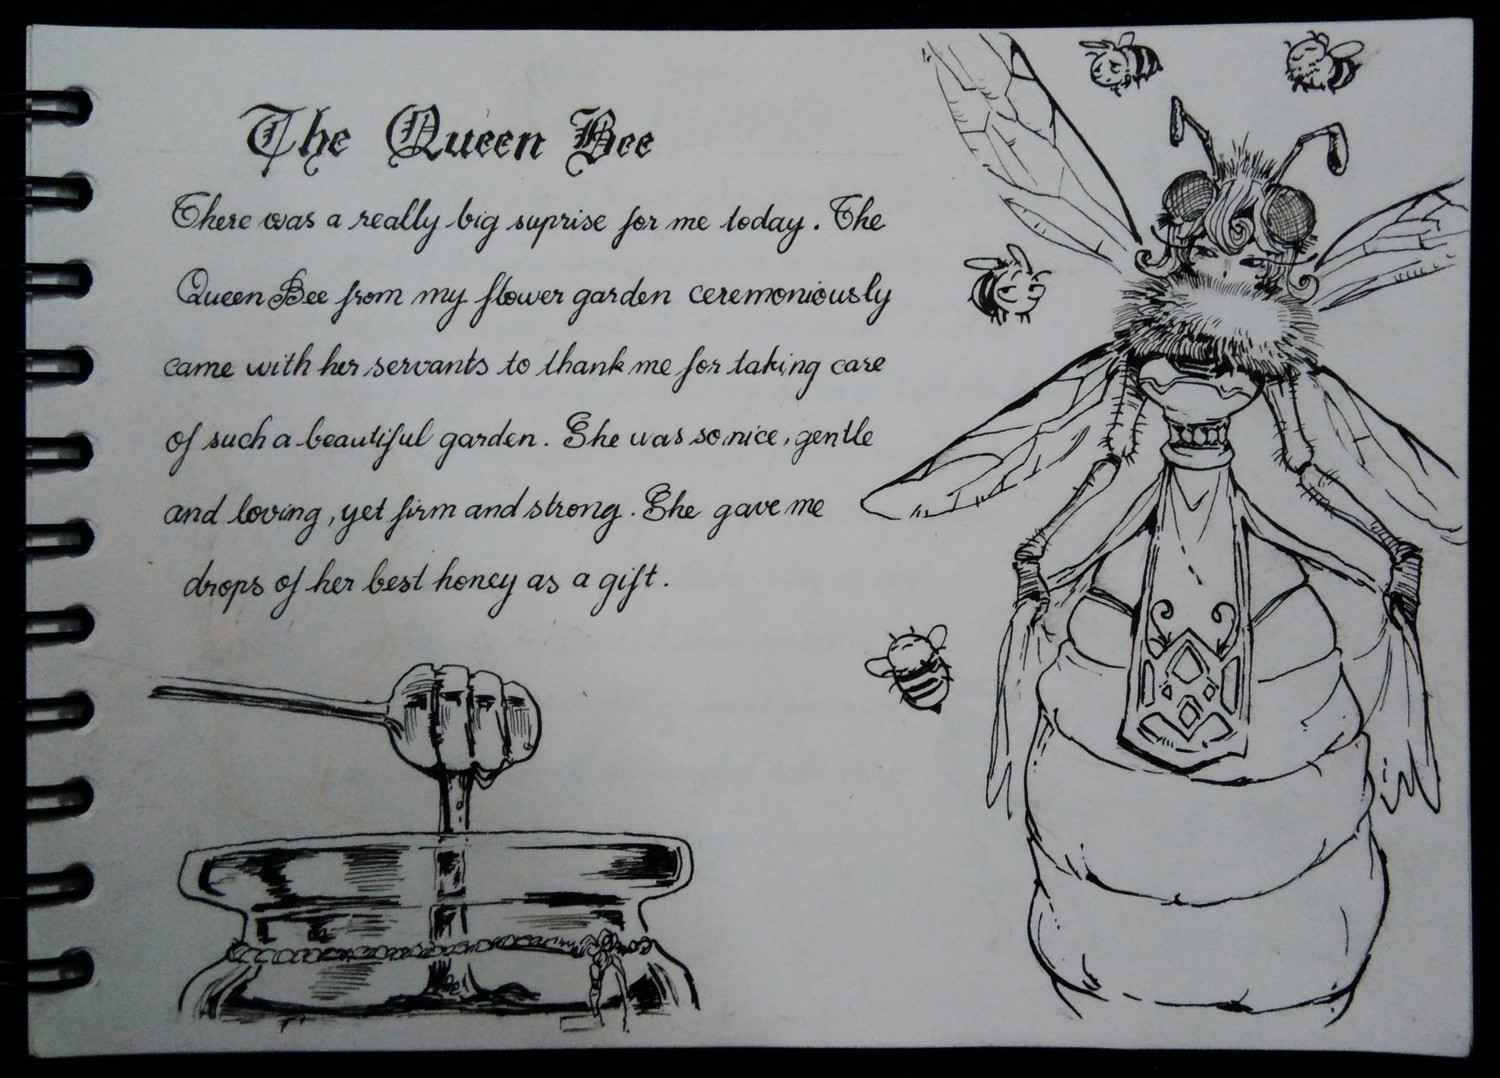 The Queen Bee
There was a really big suprise for me today. The
Queen Bee from my flower garden ceremoniously
came with her servants to thank me for taking care
of such a beautiful garden. She was so nice, gentle
and loving, yet firm and strong. She gave me
drops of her best honey as a gift.